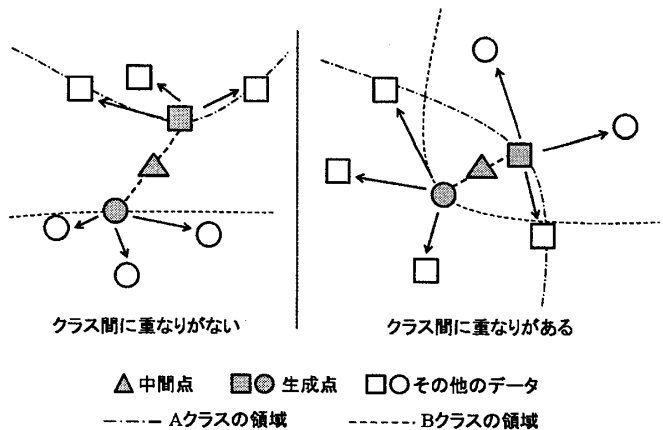 クラス間に重なりがない
クラス間に重なりがある
中間点 生成点 その他のデータ
Aクラスの領域 Bクラスの領域